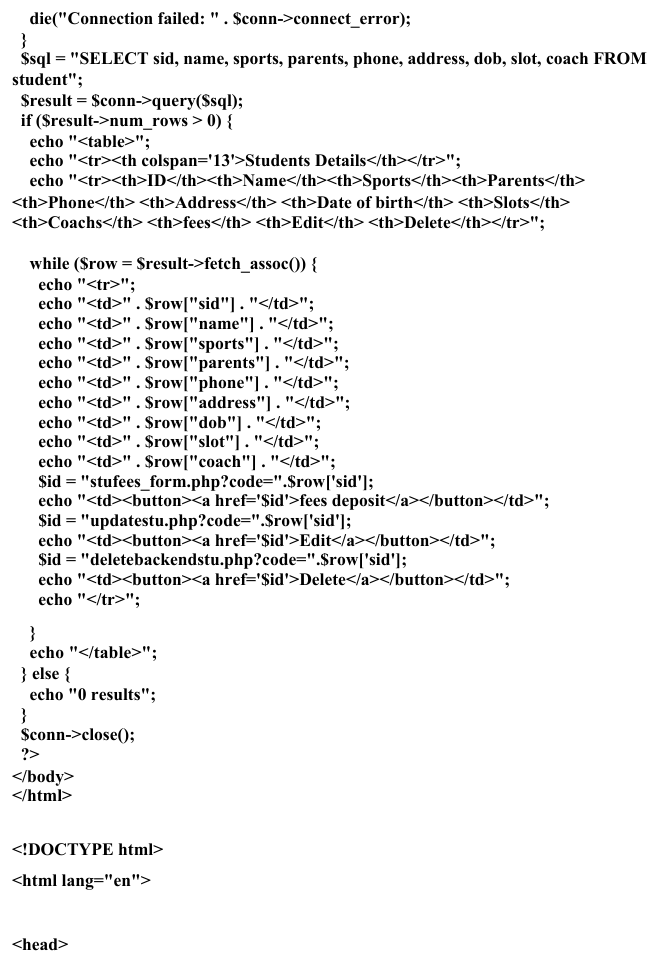 die("Connection failed: " . $conn->connect_error);
}
$sql = "SELECT sid, name, sports, parents, phone, address, dob, slot, coach FROM
student";
$result = $conn->query($sql);
if ($result->num_rows > 0) {
echo "<table>";
echo "<tr><th colspan='13'>Students Details</th></tr>";
echo "<tr><th>ID</th><th>Name</th><th>Sports</th><th>Parents</th>
<th>Phone</th> <th>Address</th> <th>Date of birth</th> <th>Slots</th>
<th>Coachs</th> <th>fees</th> <th>Edit</th> <th>Delete</th></tr>";
while ($row = $result->fetch_assoc()) {
echo "<tr>";
echo "<td>" . $row["sid"] . "</td>";
echo "<td>" . $row["name"] . "</td>";
echo "<td>" . $row["sports"] . "</td>";
echo "<td>" . $row["parents"] . "</td>";
echo "<td>" . $row["phone"] . "</td>";
echo "<td>" . $row["address"] . "</td>";
echo "<td>" . $row["dob"] . "</td>";
echo "<td>" . $row["slot"] . "</td>";
echo "<td>" . $row["coach"] . "</td>";
$id = "stufees_form.php?code=".$row['sid'];
echo "<td><button><a href='$id'>fees deposit</a></button></td>";
$id = "updatestu.php?code=".$row['sid'];
echo "<td><button><a href='$id'>Edit</a></button></td>";
$id = "deletebackendstu.php?code=".$row['sid'];
echo "<td><button><a href='$id'>Delete</a></button></td>";
echo "</tr>";
}
echo "</table>";
} else {
echo "0 results";
}
$conn->close();
?>
</body>
</html>
<!DOCTYPE html>
<html lang="en">
<head>